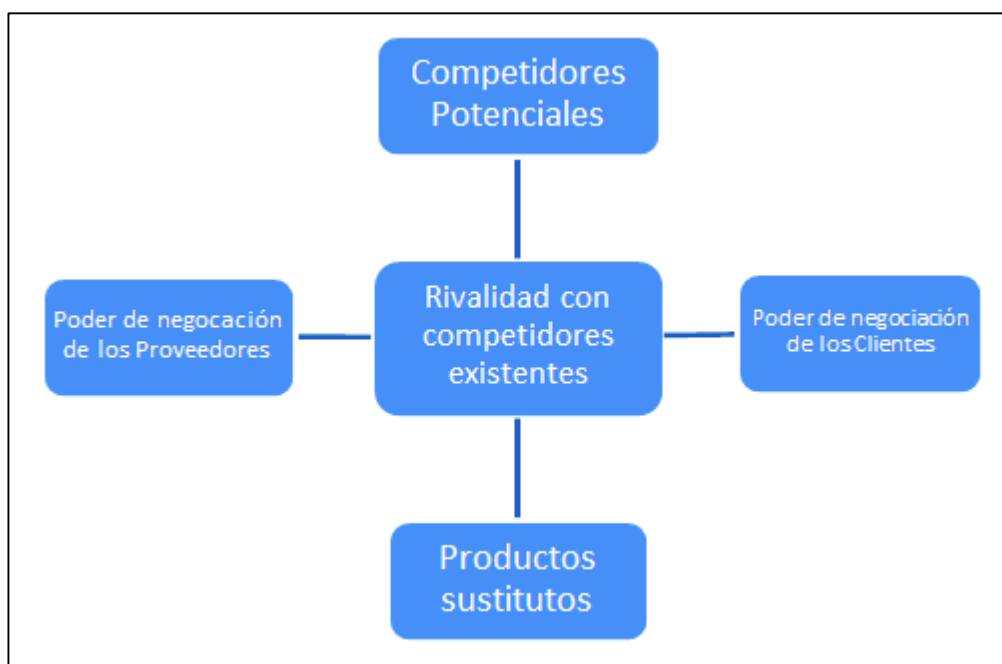 Competidores
Potenciales
Poder de negocación
de los Proveedores
Rivalidad con
competidores
existentes
Poder de negociación
de los Clientes
Productos
sustitutos